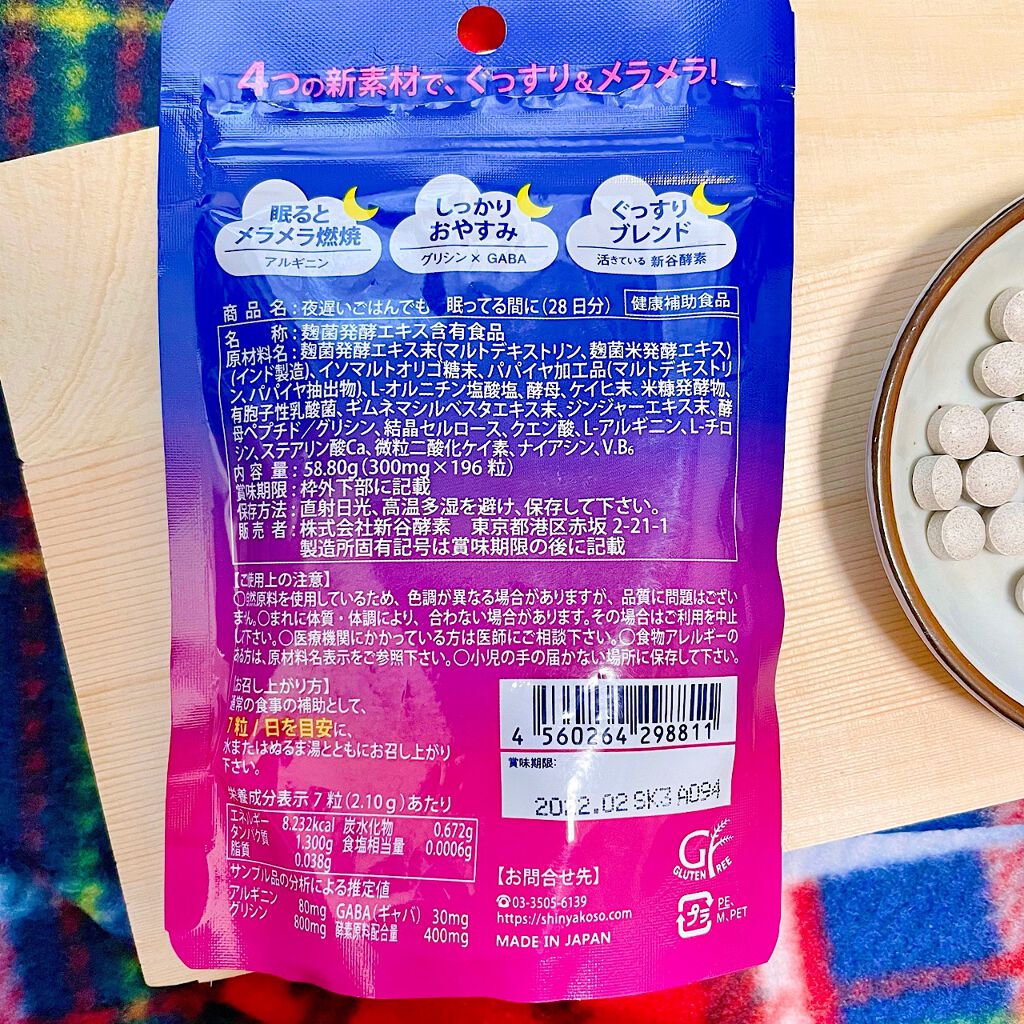 4つの新素材で、ぐっすり&メラメラ!
眠ると
メラメラ燃焼
アルギニン
しっかり
おやすみ
グリシン × GABA
ぐっすり
ブレンド
活きている 新谷酵素
商品名:夜遅いごはんでも 眠ってる間に(28日分) 健康補助食品
名称:麹菌発酵エキス含有食品
原材料名:麹菌発酵エキス末(マルトデキストリン、麹菌米発酵エキス)
(インド製造)、イソマルトオリゴ糖末、パパイヤ加工品(マルトデキストリ
ン、パパイヤ抽出物)、L-オルニチン塩酸塩、酵母、ケイヒ末、米糠発酵物、
有胞子性乳酸菌、ギムネマシルベスタエキス末、ジンジャーエキス末、酵
母ペプチド/グリシン、結晶セルロース、クエン酸、L-アルギニン、L-チロ
シン、ステアリン酸Ca、微粒二酸化ケイ素、ナイアシン、V.B₆
内容量:58.80g(300mg×196粒)
賞味期限:枠外下部に記載
保存方法:直射日光、高温多湿を避け、保存して下さい。
販売者:株式会社新谷酵素 東京都港区赤坂 2-21-1
製造所固有記号は賞味期限の後に記載
【ご使用上の注意】
○自然原料を使用しているため、色調が異なる場合がありますが、品質に問題はござい
ません。○まれに体質・体調により、合わない場合があります。その場合はご利用を中止
し下さい。○医療機関にかかっている方は医師にご相談下さい。○食物アレルギーの
ある方は、原材料名表示をご参照下さい。○小児の手の届かない場所に保存して下さい。
【お召し上がり方】
通常の食事の補助として、
7粒/日を目安に、
水またはぬるま湯とともにお召し上がり
下さい。
4 560264 298811
賞味期限:
2022.02 SK3 A094
栄養成分表示 7粒(2.10g)あたり
エネルギー 8.232kcal 炭水化物 0.672g
タンパク質 1.300g 食塩相当量 0.0006g
脂質 0.038g
サンプル品の分析による推定値
アルギニン 80mg GABA(ギャバ) 30mg
グリシン 800mg 酵素原料配合量 400mg
G
GLUTEN FREE
【お問合せ先】
☎03-3505-6139
https://shinyakoso.com
MADE IN JAPAN
プラ
PE、
M、PET